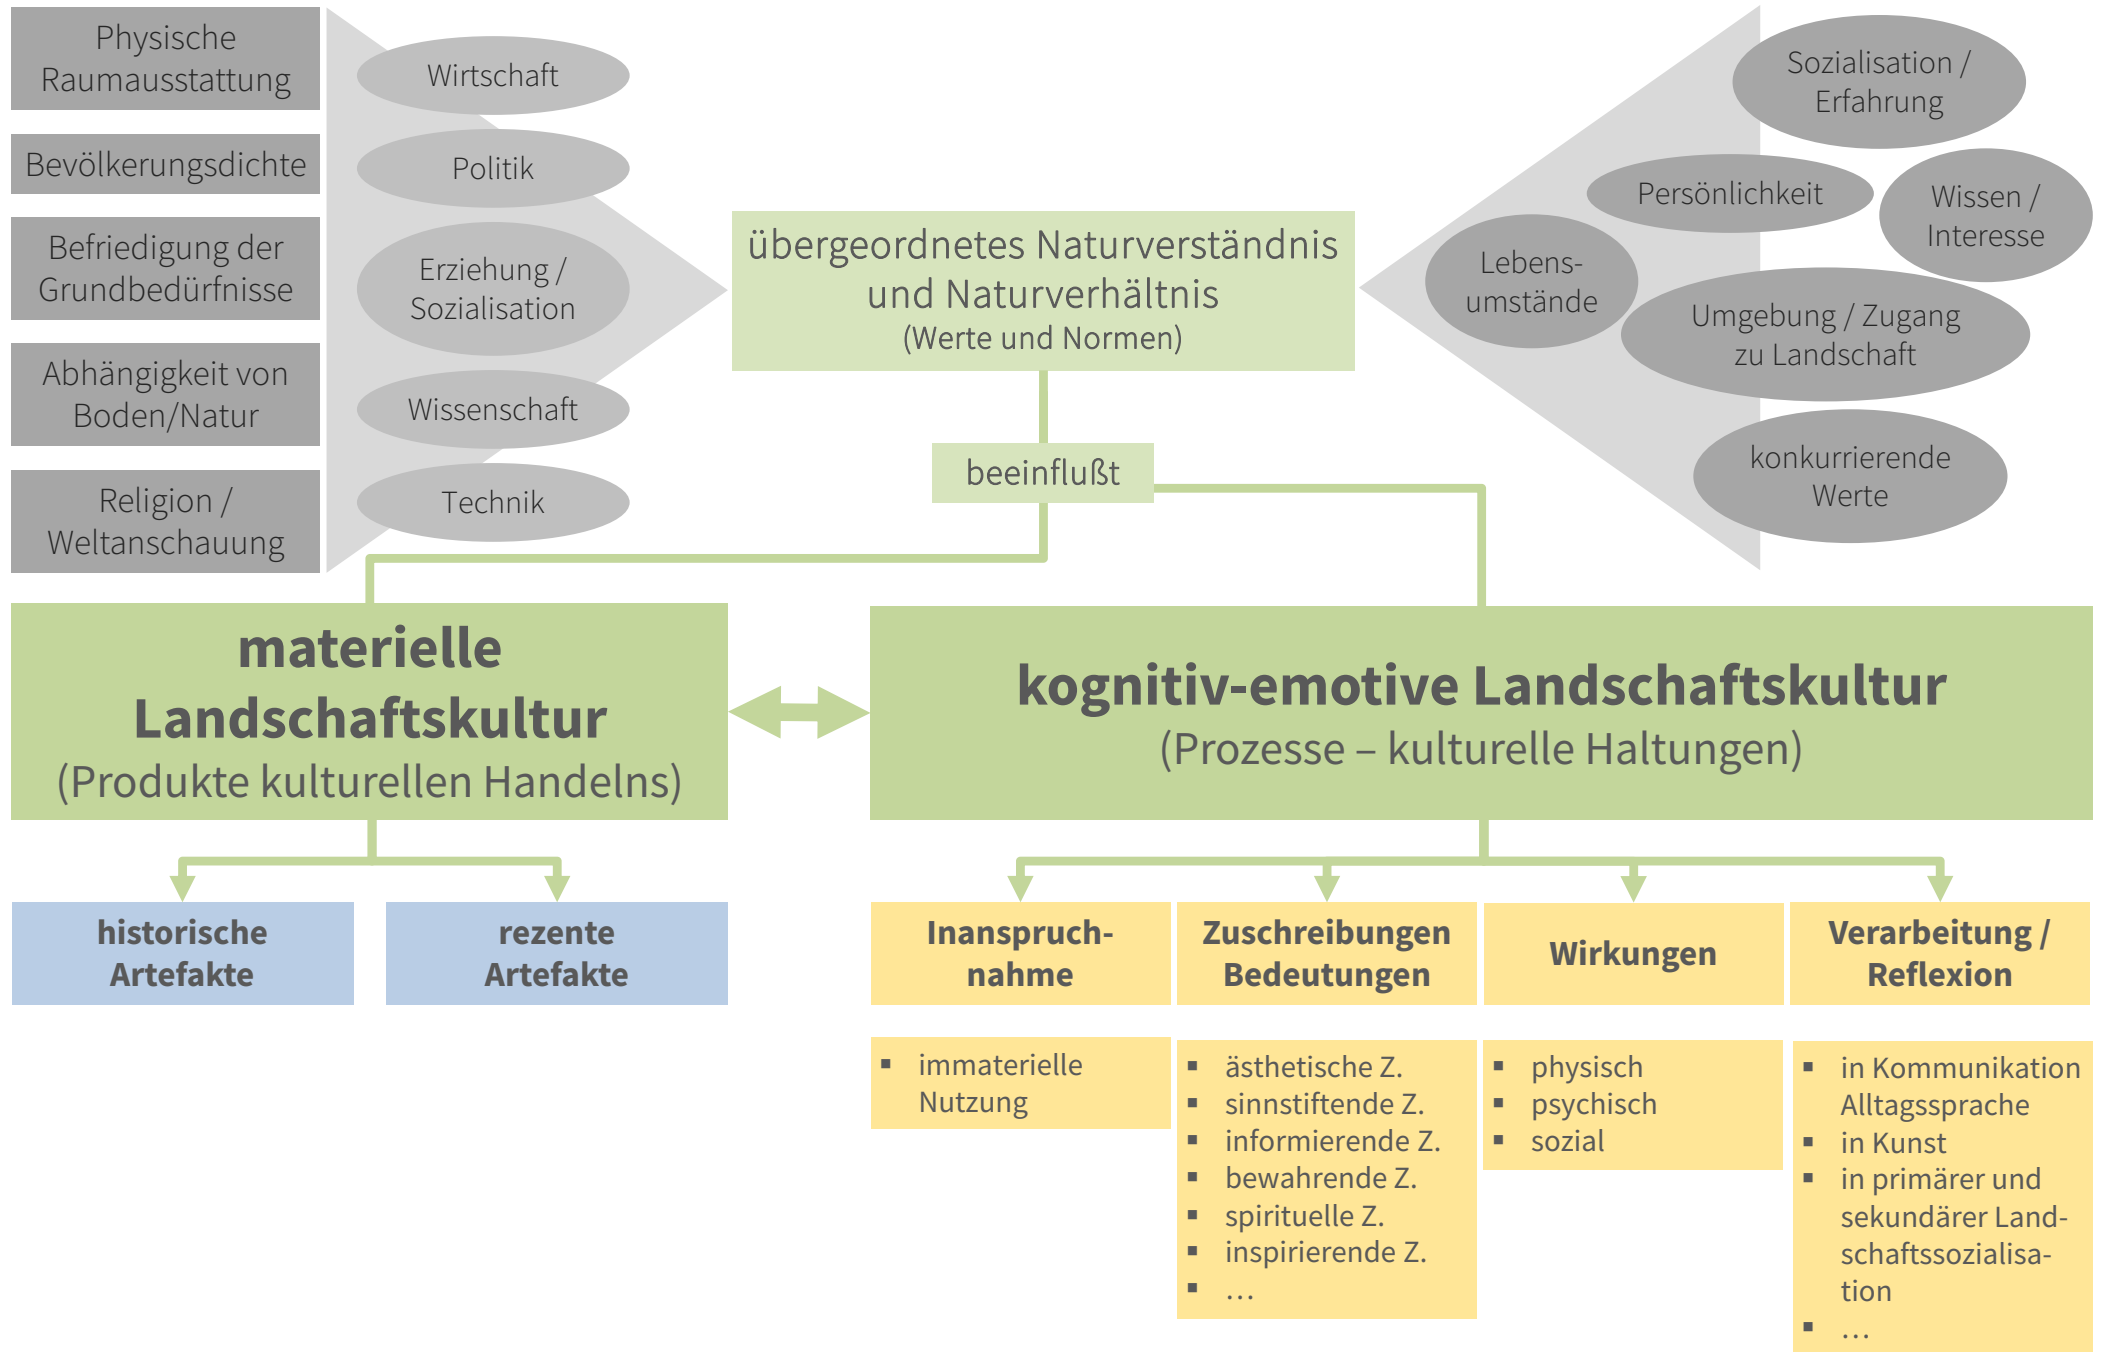 Physische
Raumausstattung
Bevölkerungsdichte
Befriedigung der
Grundbedürfnisse
Abhängigkeit von
Boden/Natur
Religion /
Weltanschauung
Wirtschaft
Politik
Erziehung /
Sozialisation
Wissenschaft
Technik
übergeordnetes Naturverständnis
und Naturverhältnis
(Werte und Normen)
Sozialisation /
Erfahrung
Persönlichkeit
Wissen /
Interesse
Lebens-
umstände
Umgebung / Zugang
zu Landschaft
konkurrierende
Werte
beeinflußt
materielle
Landschaftskultur
(Produkte kulturellen Handelns)
kognitiv-emotive Landschaftskultur
(Prozesse – kulturelle Haltungen)
historische
Artefakte
rezente
Artefakte
Inanspruch-
nahme
▪ immaterielle
Nutzung
Zuschreibungen
Bedeutungen
▪ ästhetische Z.
▪ sinnstiftende Z.
▪ informierende Z.
▪ bewahrende Z.
▪ spirituelle Z.
▪ inspirierende Z.
▪ …
Wirkungen
▪ physisch
▪ psychisch
▪ sozial
Verarbeitung /
Reflexion
▪ in Kommunikation
Alltagssprache
▪ in Kunst
▪ in primärer und
sekundärer Land-
schaftssozialisa-
tion
▪ …